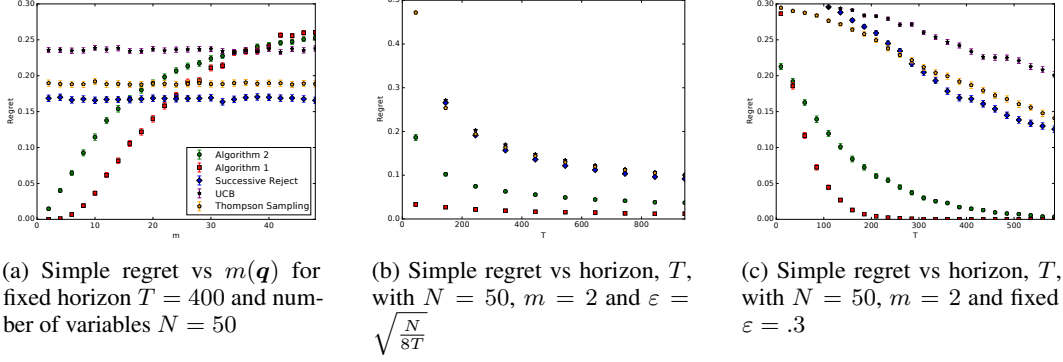 0.30
0.25
0.20
0.15
0.10
0.05
0.00
Regret
0 10 20 30 40
m
Algorithm 2
Algorithm 1
Successive Reject
UCB
Thompson Sampling
0.5
0.4
0.3
0.2
0.1
0.0
Regret
0 200 400 600 800
T
0.30
0.25
0.20
0.15
0.10
0.05
0.00
Regret
0 100 200 300 400 500
T
(a) Simple regret vs m(q) for
fixed horizon T = 400 and num-
ber of variables N = 50
(b) Simple regret vs horizon, T,
with N = 50, m = 2 and ε =
√(N/8T)
(c) Simple regret vs horizon, T,
with N = 50, m = 2 and fixed
ε = .3